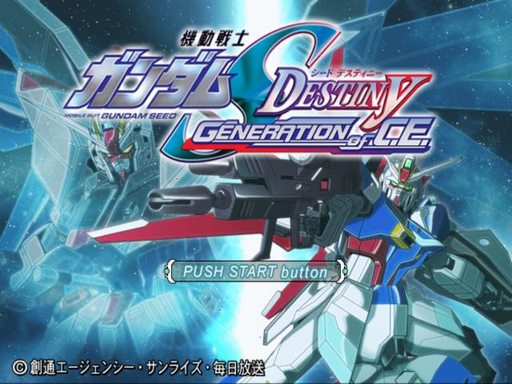 機動戦士
ガンダム SEED
シード デスティニー
DESTINY
MOBILE SUIT GUNDAM SEED
GENERATION of C.E.
PUSH START button
©創通エージェンシー・サンライズ・毎日放送